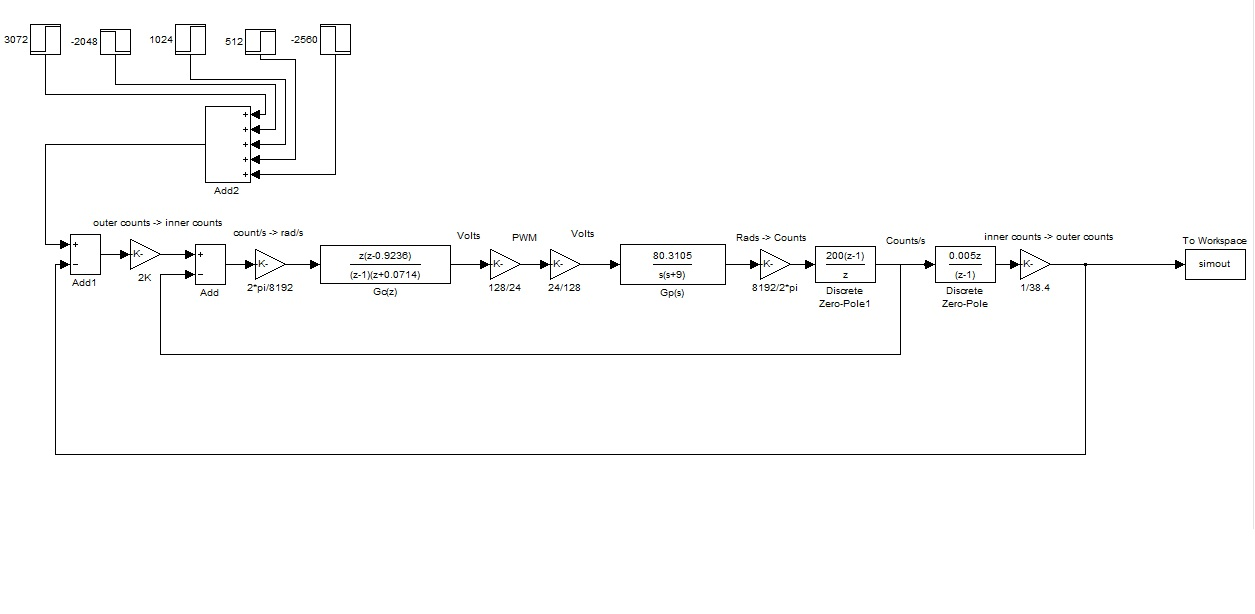 3072
-2048
1024
512
-2560
+
+
+
+
+
Add2
outer counts -> inner counts
count/s -> rad/s
Volts
PWM
Volts
Rads -> Counts
Counts/s
inner counts -> outer counts
To Workspace
+
−
Add1
-K-
2K
+
−
Add
-K-
2*pi/8192
z(z-0.9236)
(z-1)(z+0.0714)
Gc(z)
-K-
128/24
-K-
24/128
80.3105
s(s+9)
Gp(s)
-K-
8192/2*pi
200(z-1)
z
Discrete
Zero-Pole1
0.005z
(z-1)
Discrete
Zero-Pole
-K-
1/38.4
simout